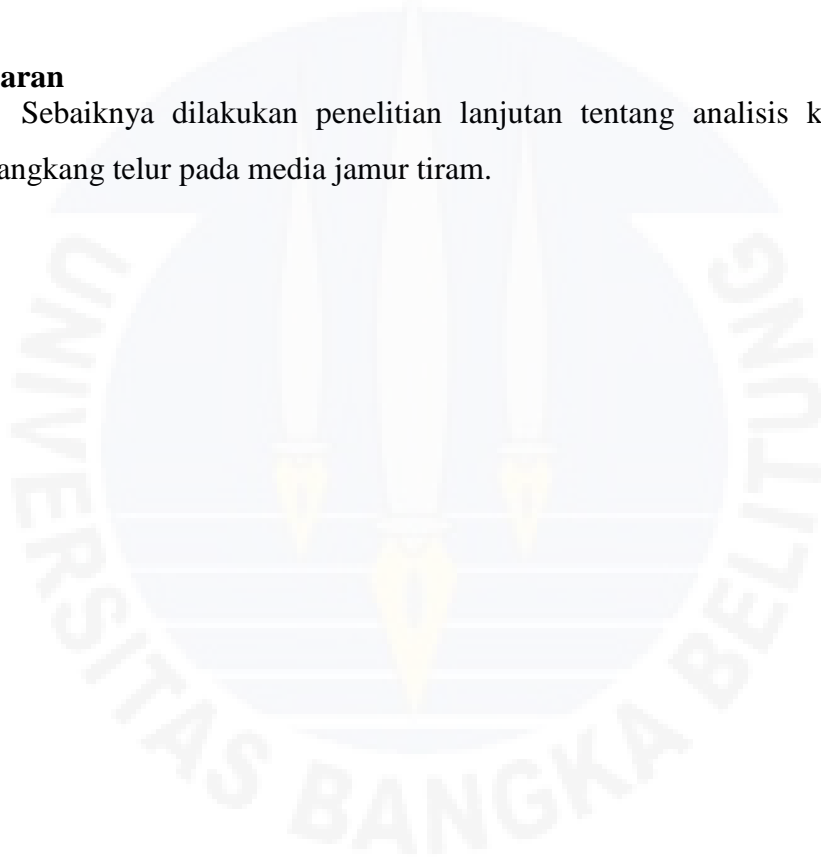 aran
Sebaiknya dilakukan penelitian lanjutan tentang analisis k
angkang telur pada media jamur tiram.
UNIVERSITAS BANGKA BELITUNG